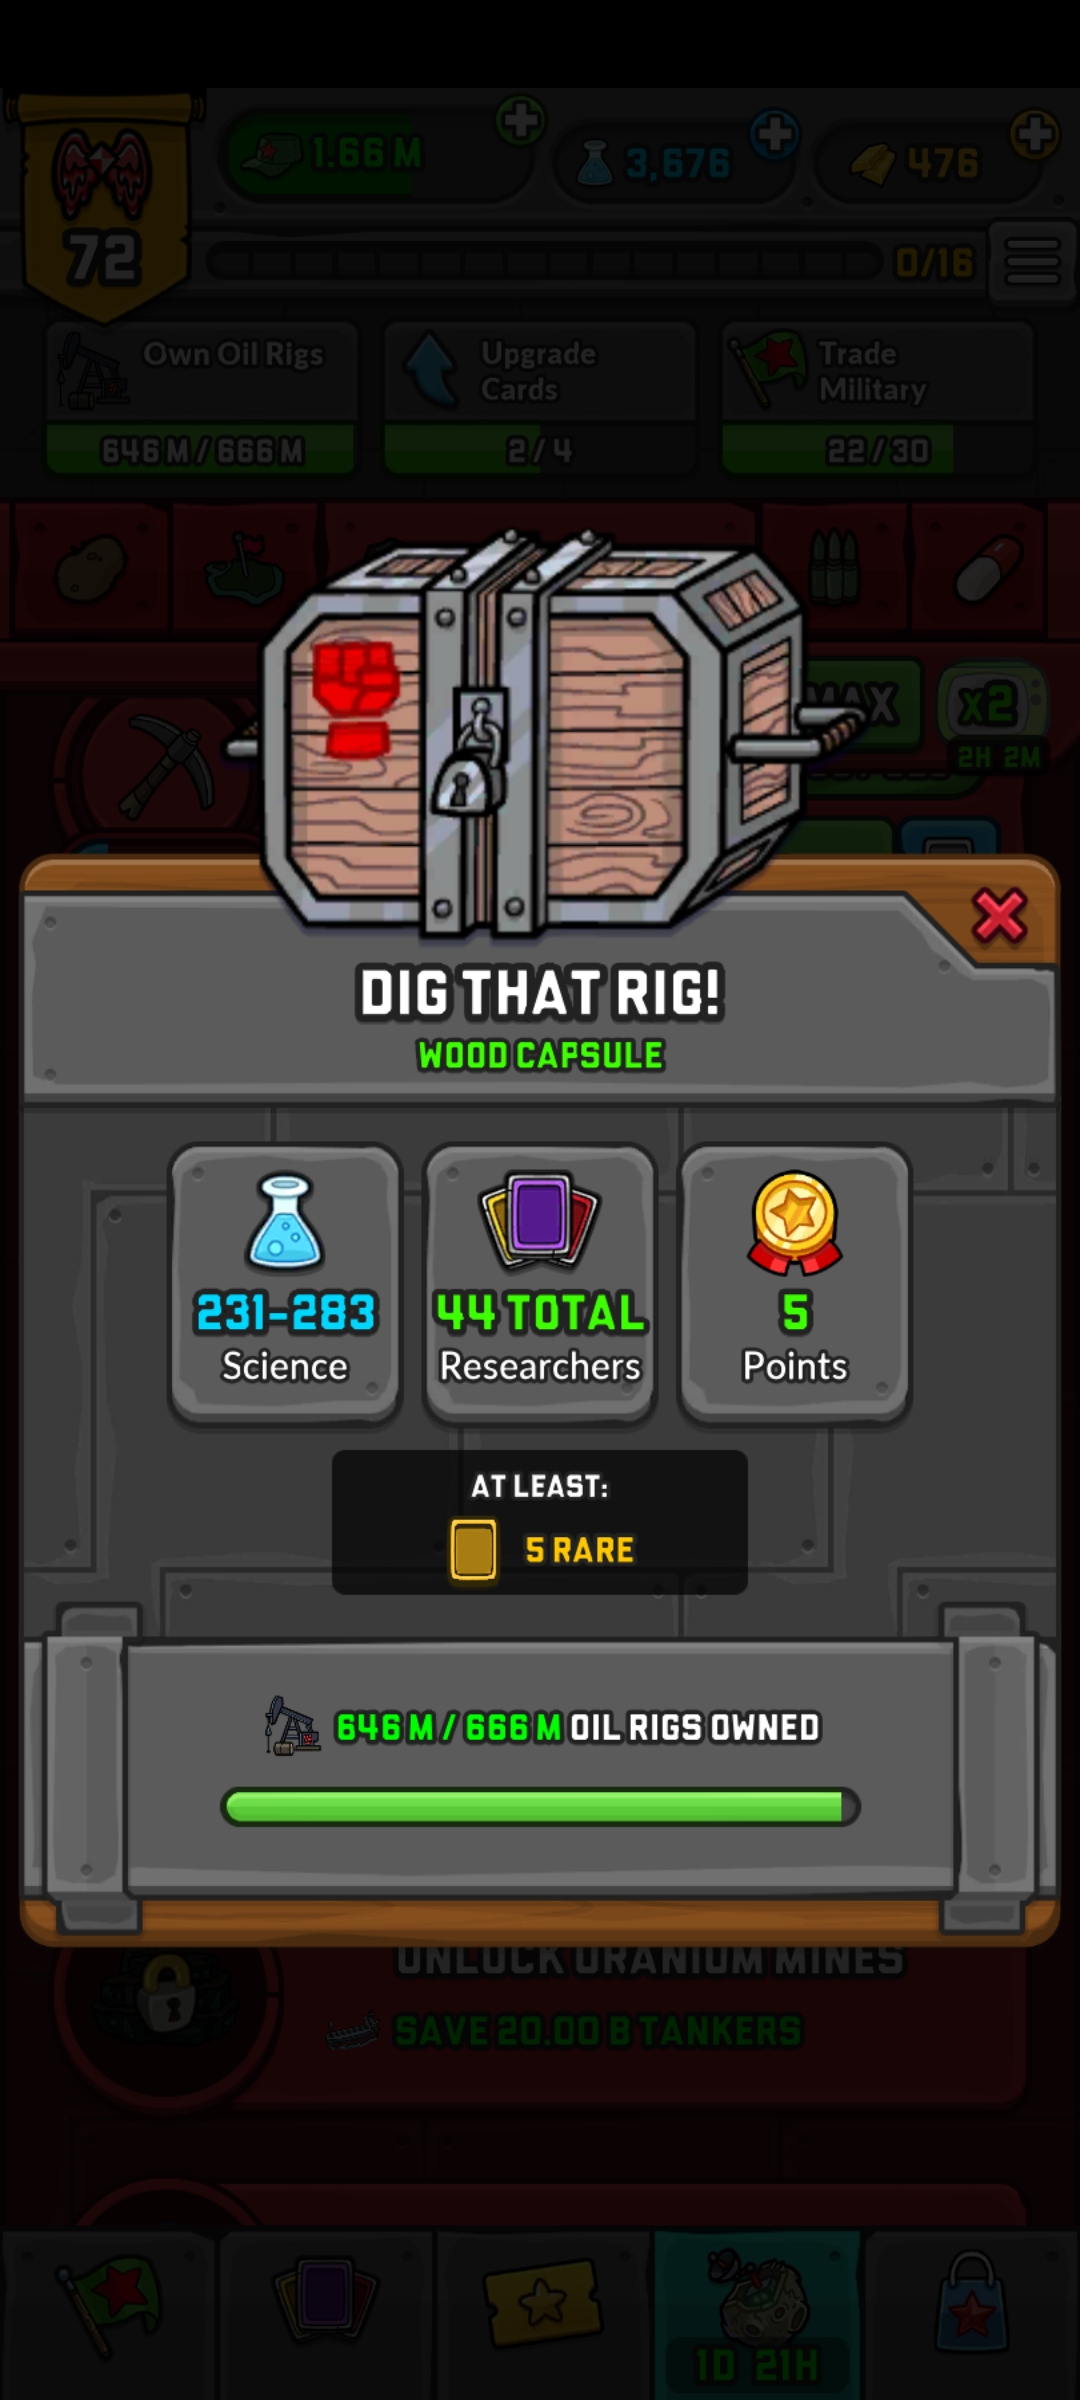 1.66 M
3,676
476
72
0/16
Own Oil Rigs
Upgrade
Cards
Trade
Military
646 M / 666 M
2 / 4
22 / 30
MAX
x2
2H 2M
DIG THAT RIG!
WOOD CAPSULE
231-283
Science
44 TOTAL
Researchers
5
Points
AT LEAST:
5 RARE
646 M / 666 M OIL RIGS OWNED
UNLOCK URANIUM MINES
SAVE 20.00 B TANKERS
1D 21H